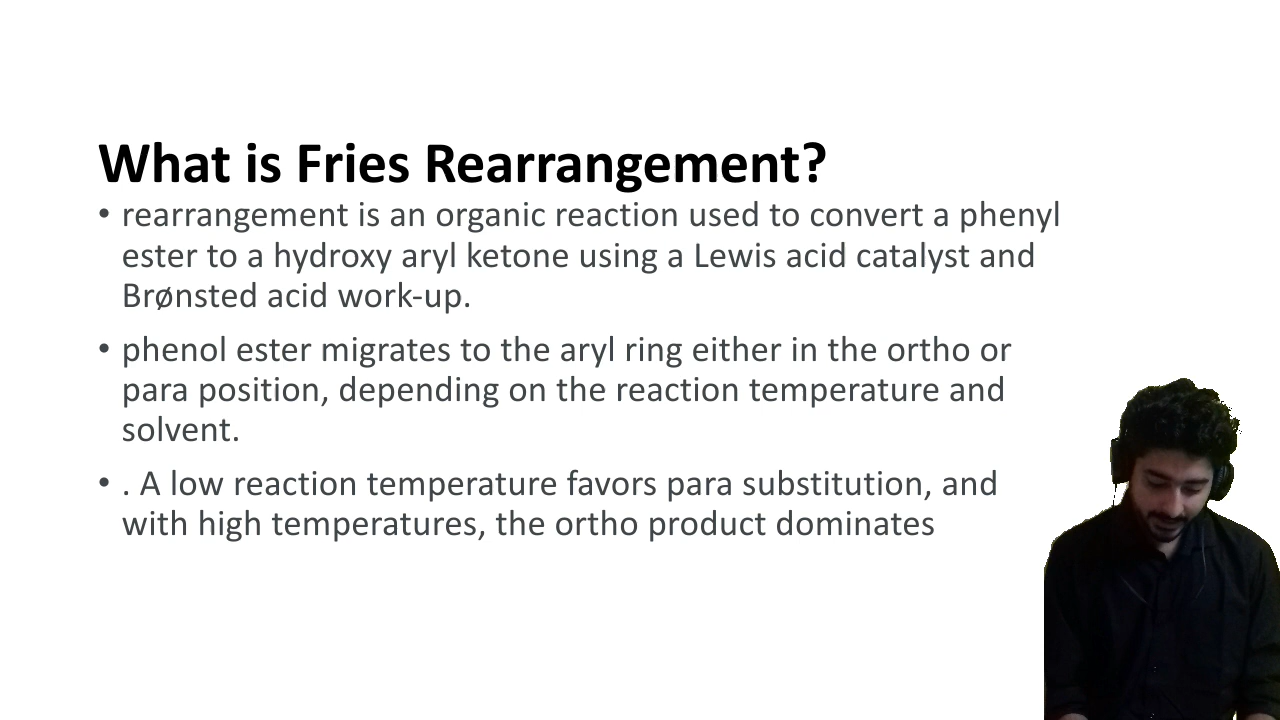 What is Fries Rearrangement?
• rearrangement is an organic reaction used to convert a phenyl
ester to a hydroxy aryl ketone using a Lewis acid catalyst and
Brønsted acid work-up.
• phenol ester migrates to the aryl ring either in the ortho or
para position, depending on the reaction temperature and
solvent.
• . A low reaction temperature favors para substitution, and
with high temperatures, the ortho product dominates